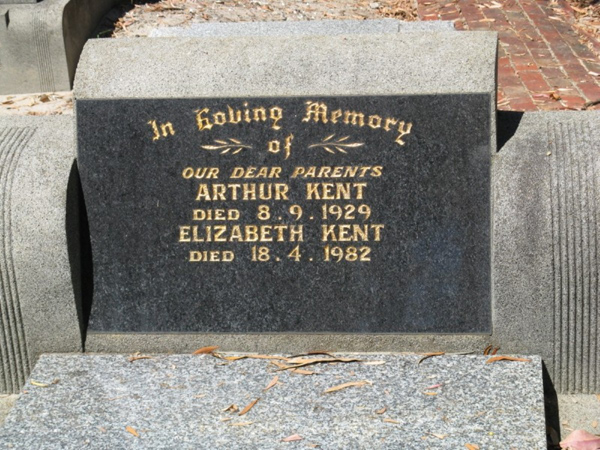 In Loving Memory
of
OUR DEAR PARENTS
ARTHUR KENT
DIED 8.9.1929
ELIZABETH KENT
DIED 18.4.1982